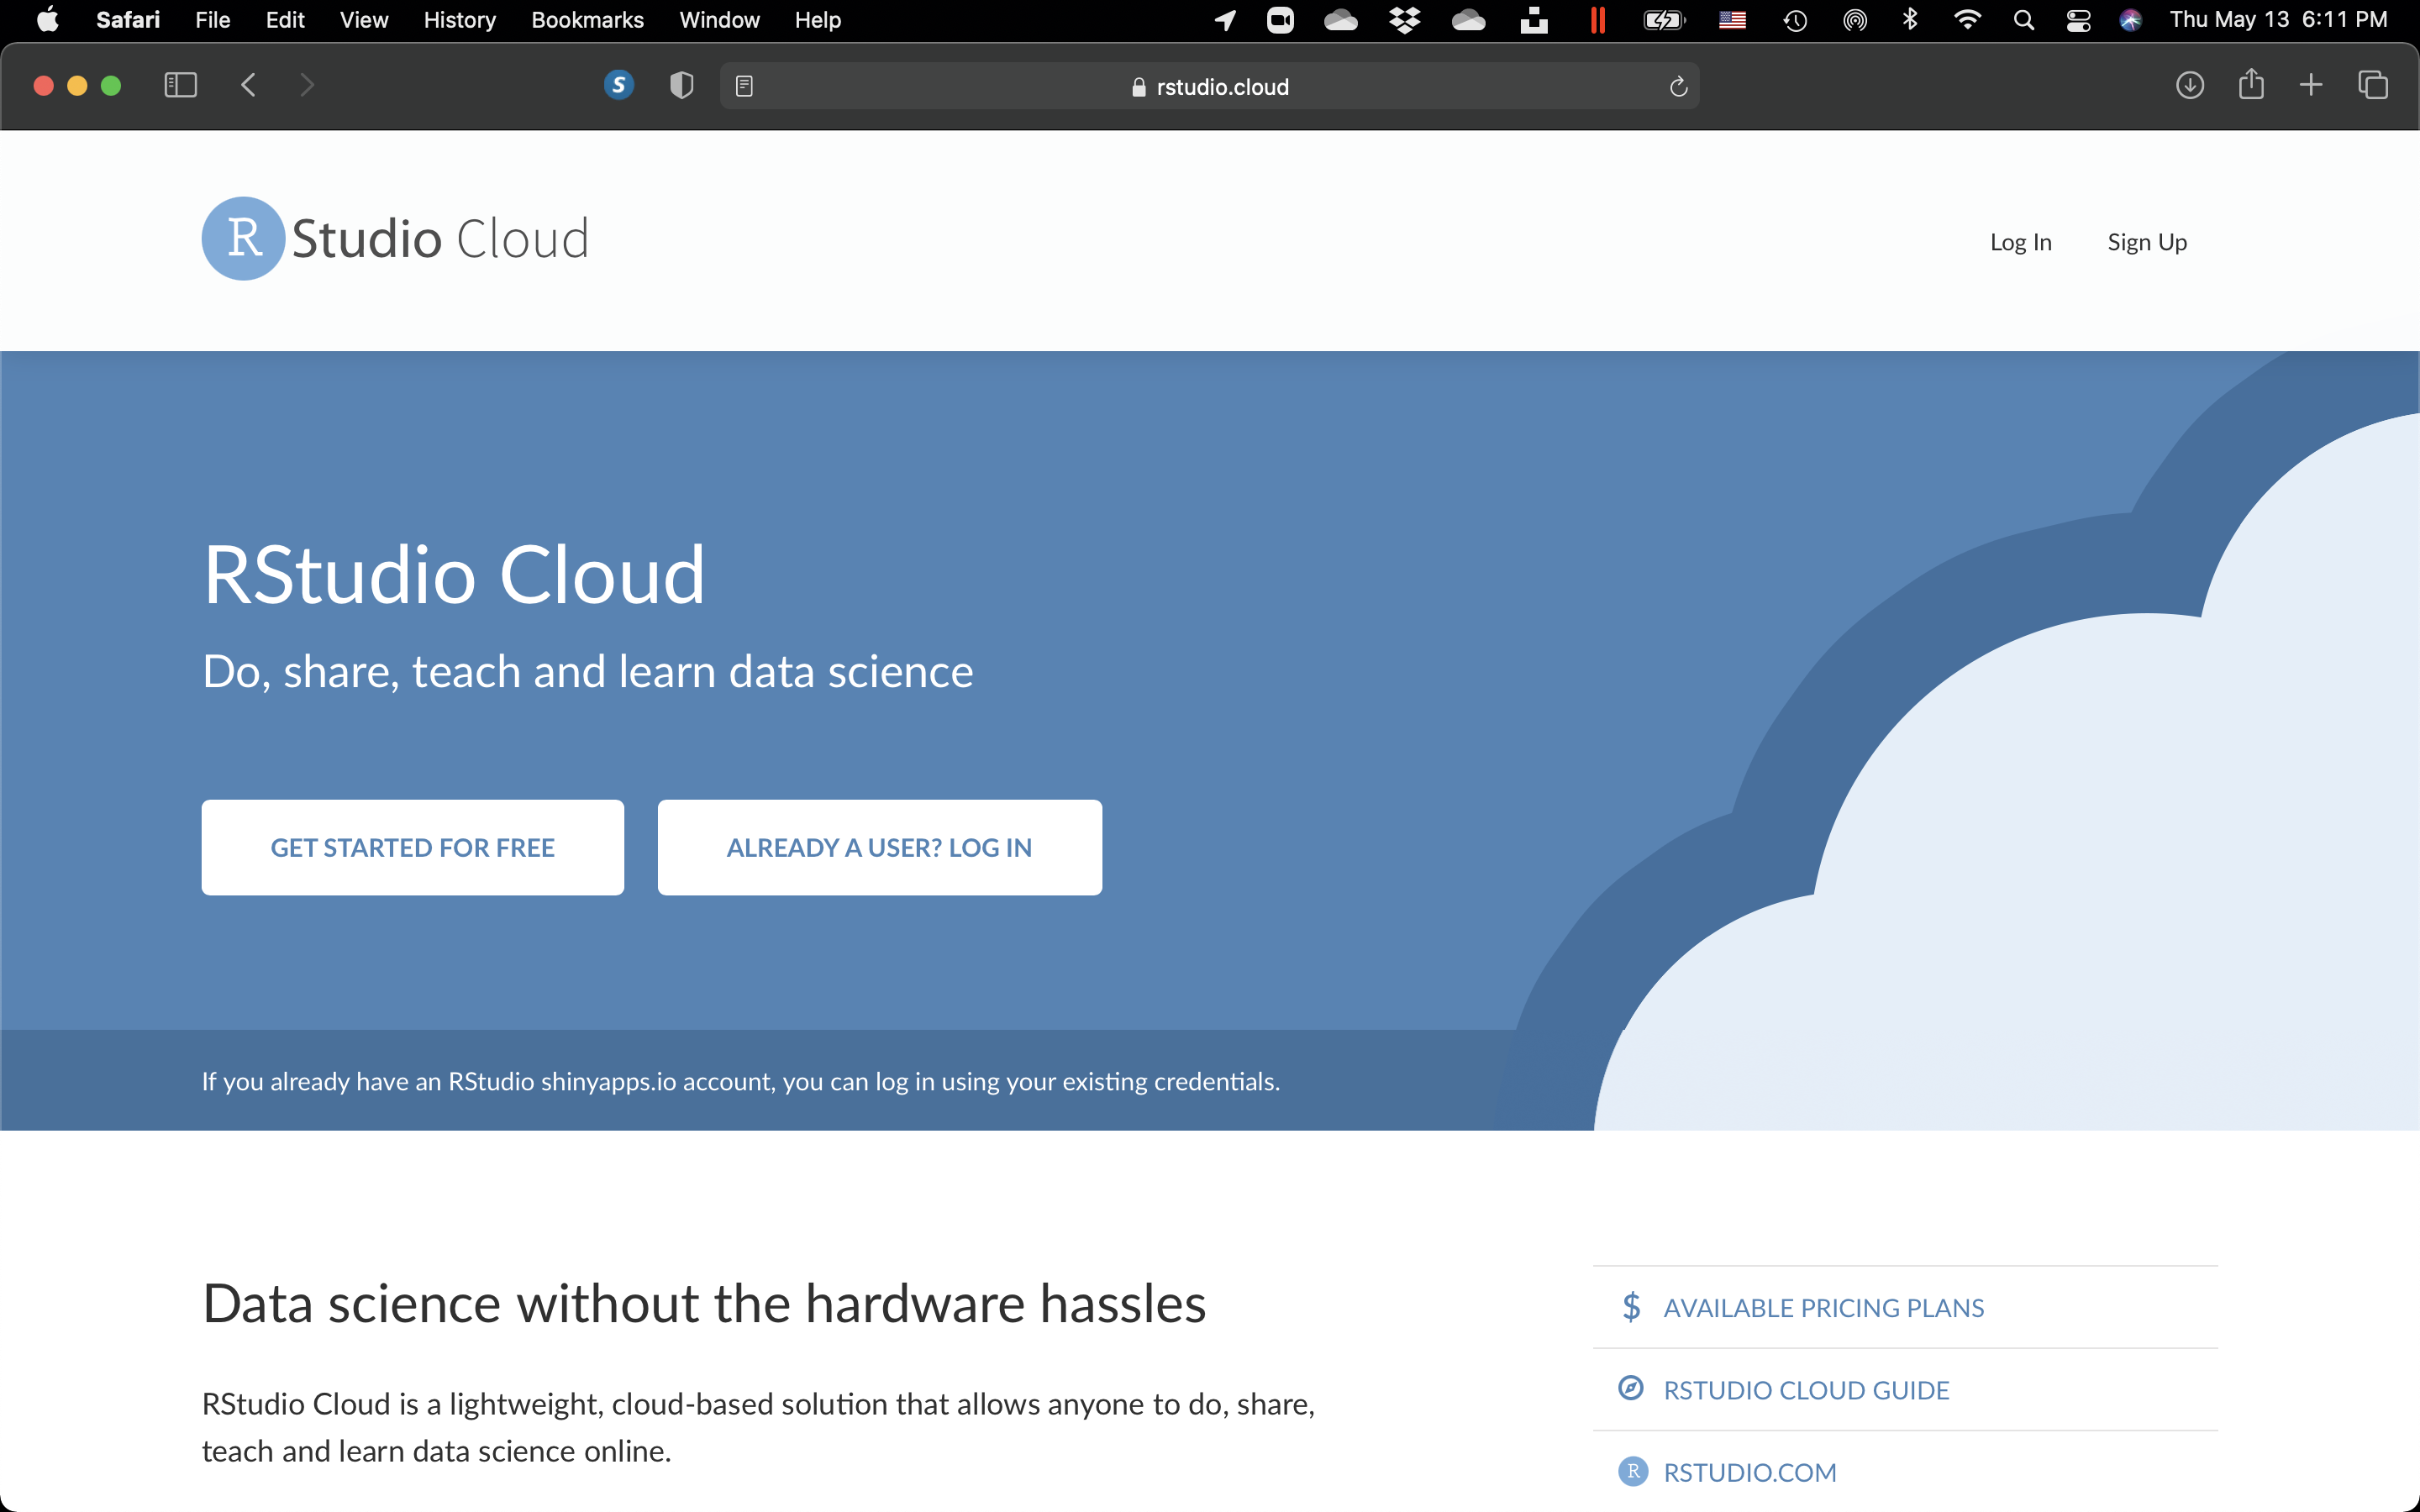 Safari File Edit View History Bookmarks Window Help Thu May 13 6:11 PM
S rstudio.cloud
R Studio Cloud
Log In Sign Up
RStudio Cloud
Do, share, teach and learn data science
GET STARTED FOR FREE ALREADY A USER? LOG IN
If you already have an RStudio shinyapps.io account, you can log in using your existing credentials.
Data science without the hardware hassles
RStudio Cloud is a lightweight, cloud-based solution that allows anyone to do, share,
teach and learn data science online.
$ AVAILABLE PRICING PLANS
RSTUDIO CLOUD GUIDE
R RSTUDIO.COM